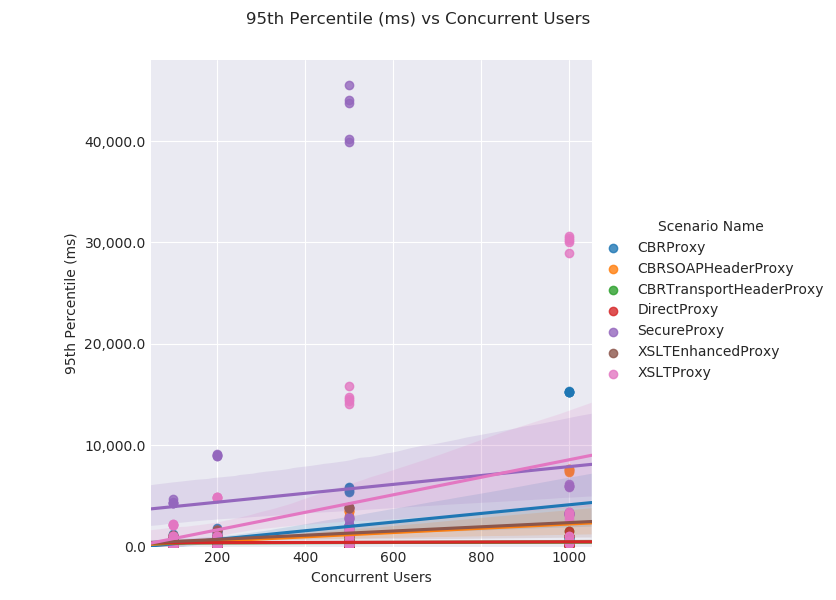 95th Percentile (ms) vs Concurrent Users
40,000.0
30,000.0
20,000.0
10,000.0
0.0
95th Percentile (ms)
200
400
600
800
1000
Concurrent Users
Scenario Name
CBRProxy
CBRSOAPHeaderProxy
CBRTransportHeaderProxy
DirectProxy
SecureProxy
XSLTEnhancedProxy
XSLTProxy